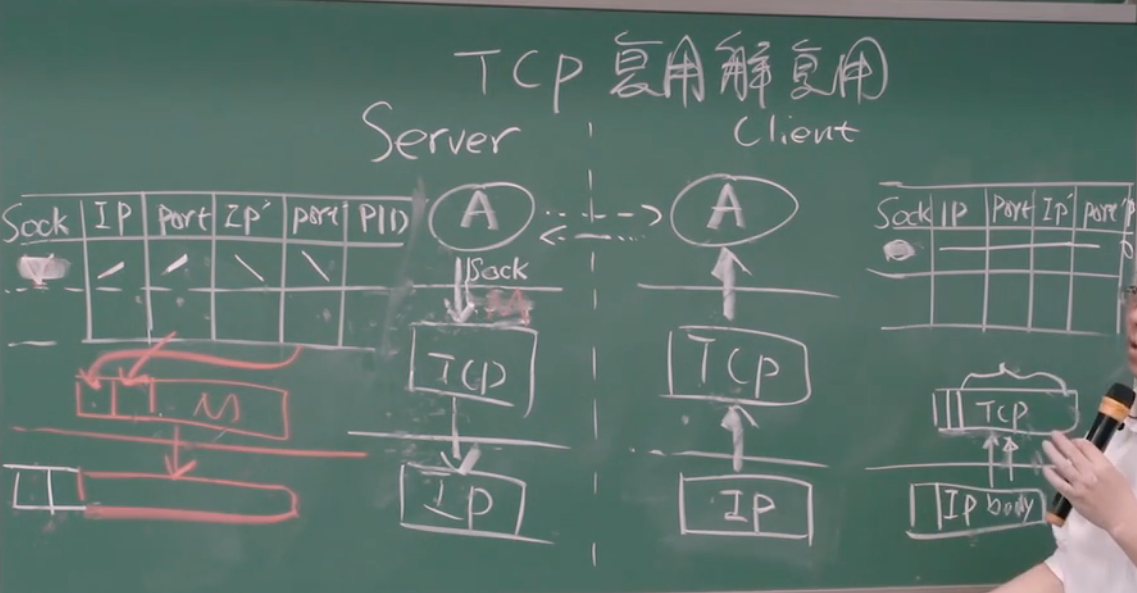 TCP 复用解复用
Server
Client
Sock IP port IP' port' PID
A
A
Sock IP Port IP' port'
Sock
M
TCP
TCP
M
TCP
IP
IP
IP body